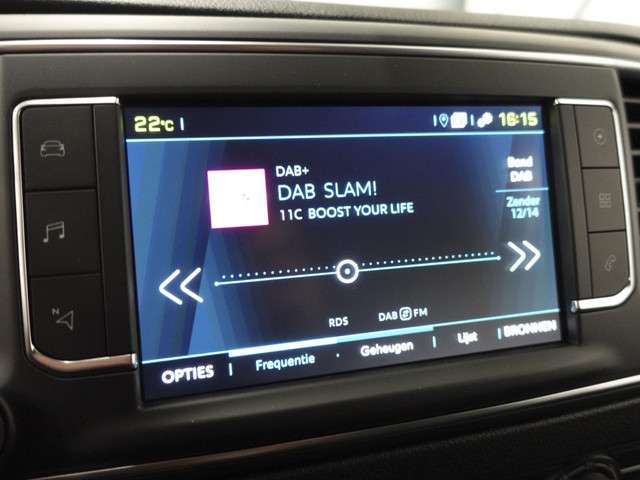 22°C
16:15
DAB+
DAB SLAM!
11C BOOST YOUR LIFE
Band
DAB
Zender
12/14
RDS
DAB FM
OPTIES Frequentie Geheugen Lijst BRONNEN
N